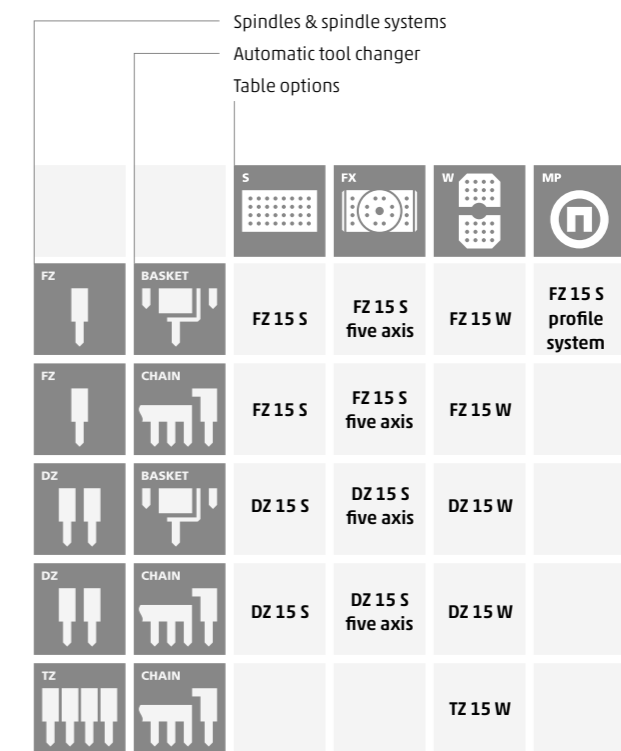 Spindles & spindle systems
Automatic tool changer
Table options
S
FX
W
MP
FZ
BASKET
FZ 15 S
FZ 15 S
five axis
FZ 15 W
FZ 15 S
profile
system
FZ
CHAIN
FZ 15 S
FZ 15 S
five axis
FZ 15 W
DZ
BASKET
DZ 15 S
DZ 15 S
five axis
DZ 15 W
DZ
CHAIN
DZ 15 S
DZ 15 S
five axis
DZ 15 W
TZ
CHAIN
TZ 15 W